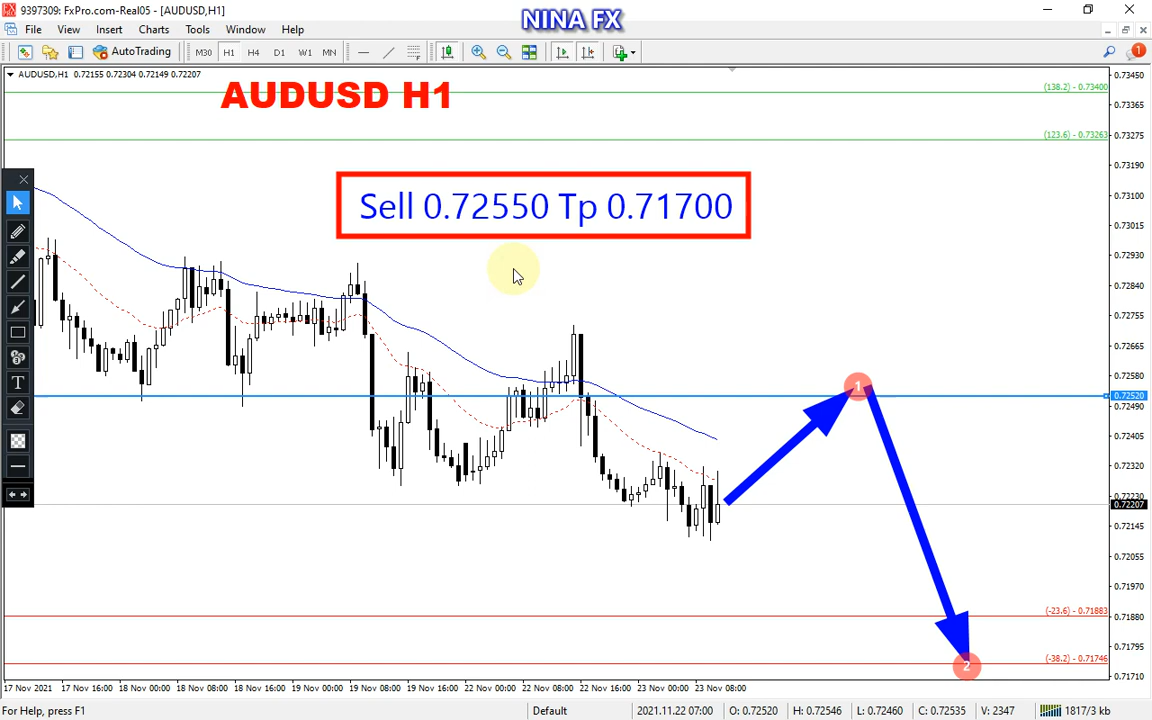 9397309: FxPro.com-Real05 - [AUDUSD,H1]
NINA FX
File View Insert Charts Tools Window Help
AutoTrading M30 H1 H4 D1 W1 MN
1
AUDUSD,H1 0.72155 0.72304 0.72149 0.72207
AUDUSD H1
Sell 0.72550 Tp 0.71700
(138.2) - 0.73400
(123.6) - 0.73263
(-23.6) - 0.71883
(-38.2) - 0.71746
1
2
T
0.73450
0.73365
0.73275
0.73190
0.73100
0.73015
0.72930
0.72840
0.72755
0.72665
0.72580
0.72520
0.72490
0.72405
0.72320
0.72230
0.72207
0.72145
0.72055
0.71970
0.71880
0.71795
0.71710
17 Nov 2021 17 Nov 16:00 18 Nov 00:00 18 Nov 08:00 18 Nov 16:00 19 Nov 00:00 19 Nov 08:00 19 Nov 16:00 22 Nov 00:00 22 Nov 08:00 22 Nov 16:00 23 Nov 00:00 23 Nov 08:00
For Help, press F1 Default 2021.11.22 07:00 O: 0.72520 H: 0.72546 L: 0.72460 C: 0.72535 V: 2347 1817/3 kb